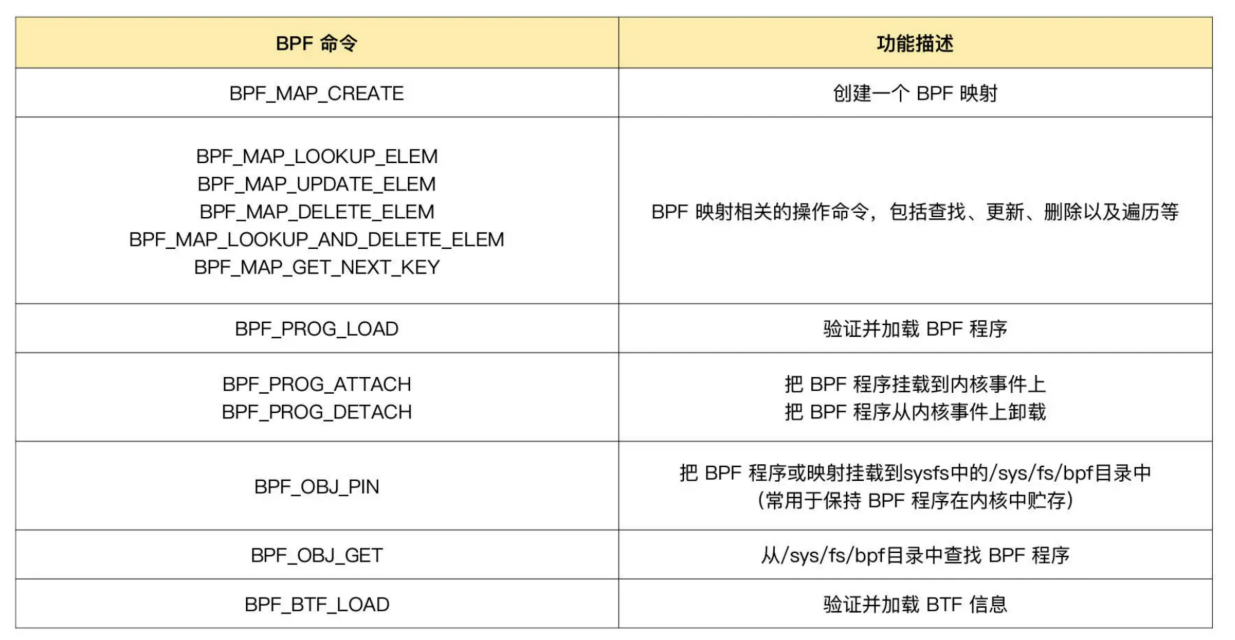 BPF 命令
功能描述
BPF_MAP_CREATE
创建一个 BPF 映射
BPF_MAP_LOOKUP_ELEM
BPF_MAP_UPDATE_ELEM
BPF_MAP_DELETE_ELEM
BPF_MAP_LOOKUP_AND_DELETE_ELEM
BPF_MAP_GET_NEXT_KEY
BPF 映射相关的操作命令，包括查找、更新、删除以及遍历等
BPF_PROG_LOAD
验证并加载 BPF 程序
BPF_PROG_ATTACH
BPF_PROG_DETACH
把 BPF 程序挂载到内核事件上
把 BPF 程序从内核事件上卸载
BPF_OBJ_PIN
把 BPF 程序或映射挂载到sysfs中的/sys/fs/bpf目录中
（常用于保持 BPF 程序在内核中贮存）
BPF_OBJ_GET
从/sys/fs/bpf目录中查找 BPF 程序
BPF_BTF_LOAD
验证并加载 BTF 信息